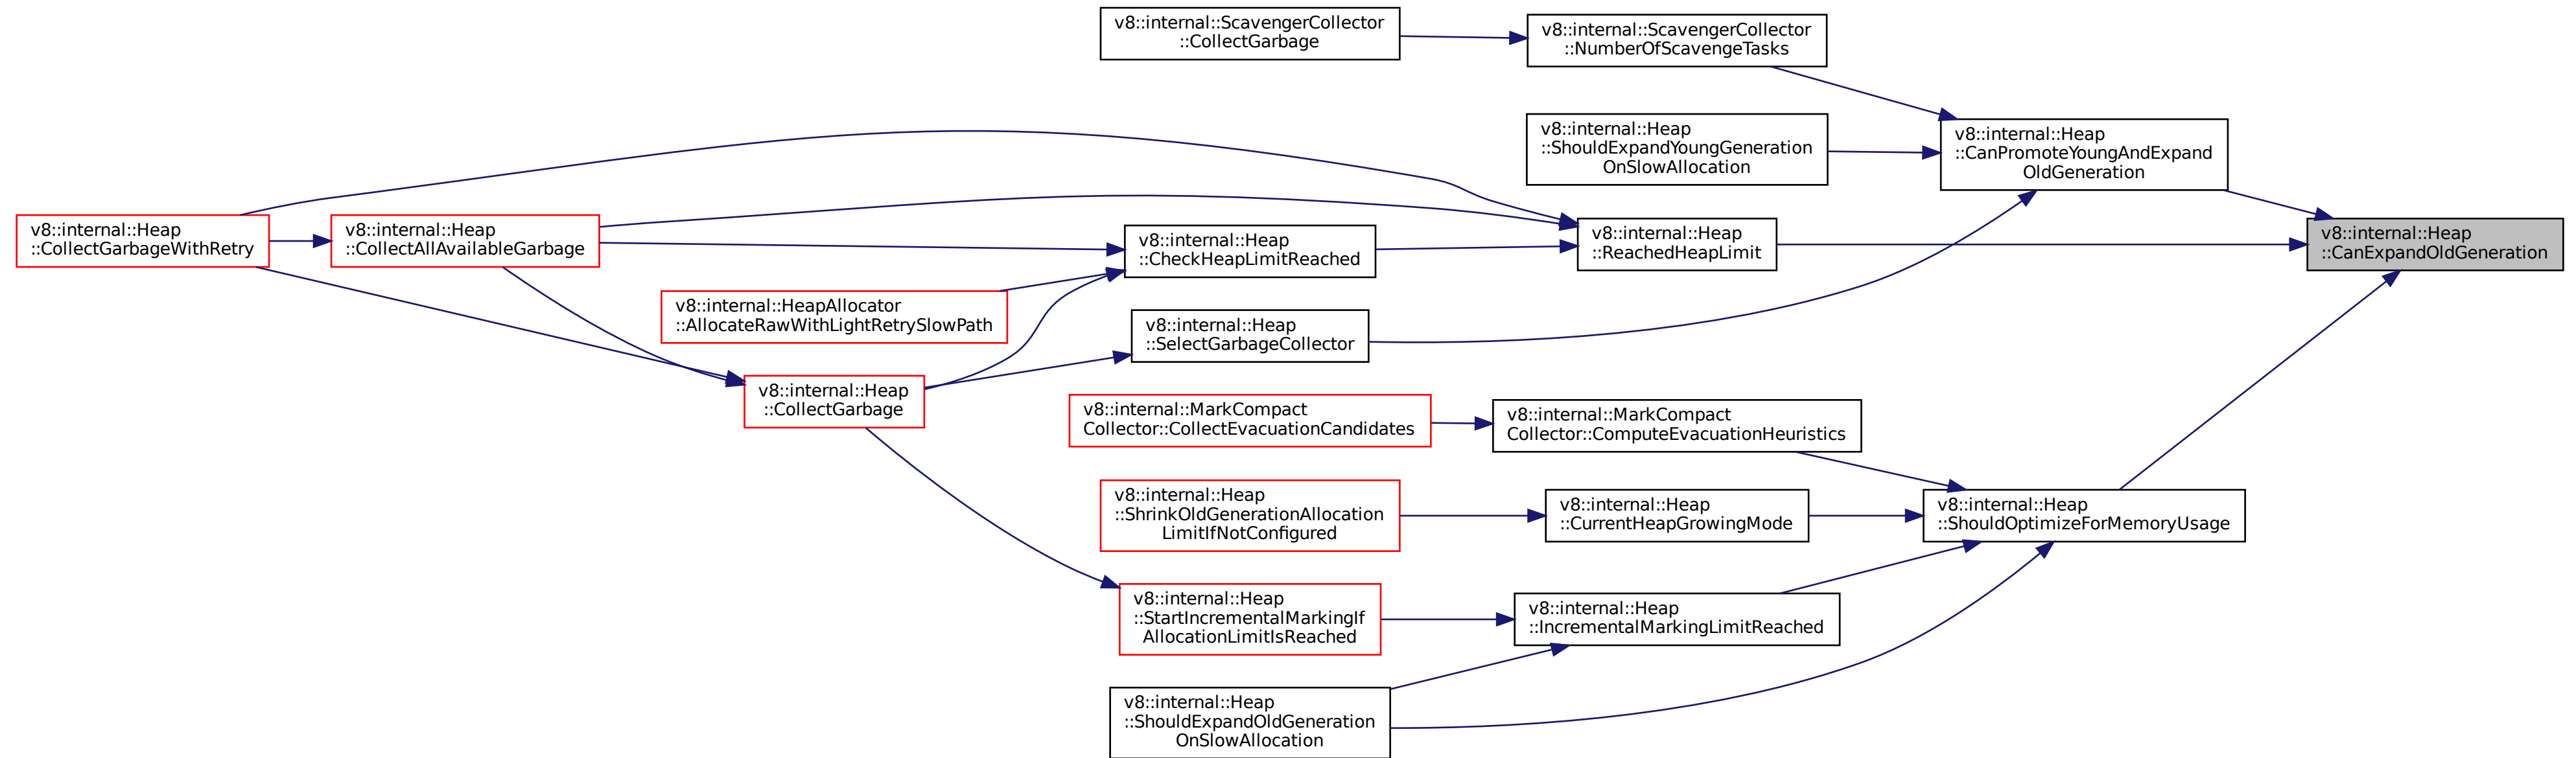 v8::internal::ScavengerCollector
::CollectGarbage
v8::internal::ScavengerCollector
::NumberOfScavengeTasks
v8::internal::Heap
::ShouldExpandYoungGeneration
OnSlowAllocation
v8::internal::Heap
::CanPromoteYoungAndExpand
OldGeneration
v8::internal::Heap
::CollectGarbageWithRetry
v8::internal::Heap
::CollectAllAvailableGarbage
v8::internal::Heap
::CheckHeapLimitReached
v8::internal::Heap
::ReachedHeapLimit
v8::internal::Heap
::CanExpandOldGeneration
v8::internal::HeapAllocator
::AllocateRawWithLightRetrySlowPath
v8::internal::Heap
::SelectGarbageCollector
v8::internal::Heap
::CollectGarbage
v8::internal::MarkCompact
Collector::CollectEvacuationCandidates
v8::internal::MarkCompact
Collector::ComputeEvacuationHeuristics
v8::internal::Heap
::ShrinkOldGenerationAllocation
LimitIfNotConfigured
v8::internal::Heap
::CurrentHeapGrowingMode
v8::internal::Heap
::ShouldOptimizeForMemoryUsage
v8::internal::Heap
::StartIncrementalMarkingIf
AllocationLimitIsReached
v8::internal::Heap
::IncrementalMarkingLimitReached
v8::internal::Heap
::ShouldExpandOldGeneration
OnSlowAllocation